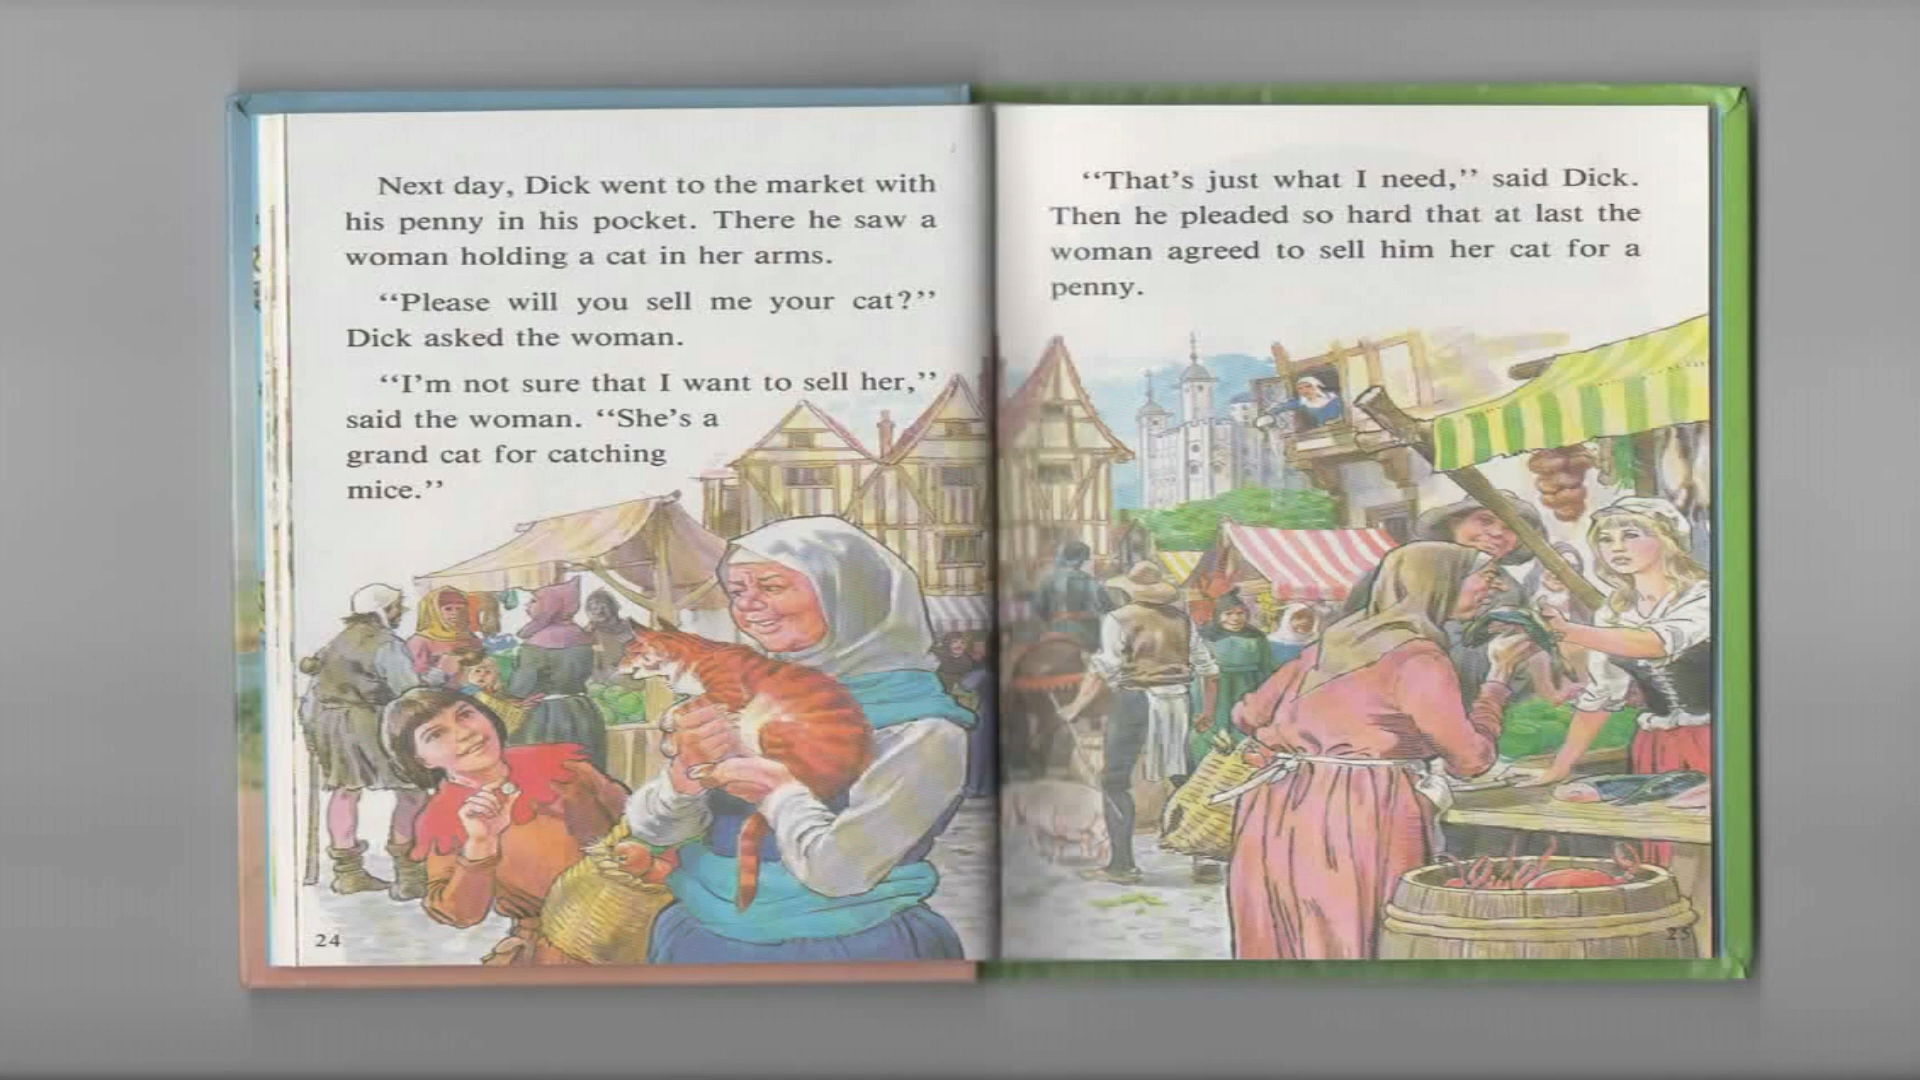 Next day, Dick went to the market with
his penny in his pocket. There he saw a
woman holding a cat in her arms.
“Please will you sell me your cat?”
Dick asked the woman.
“I'm not sure that I want to sell her,”
said the woman. “She's a
grand cat for catching
mice.”
24
“That's just what I need,” said Dick.
Then he pleaded so hard that at last the
woman agreed to sell him her cat for a
penny.
25